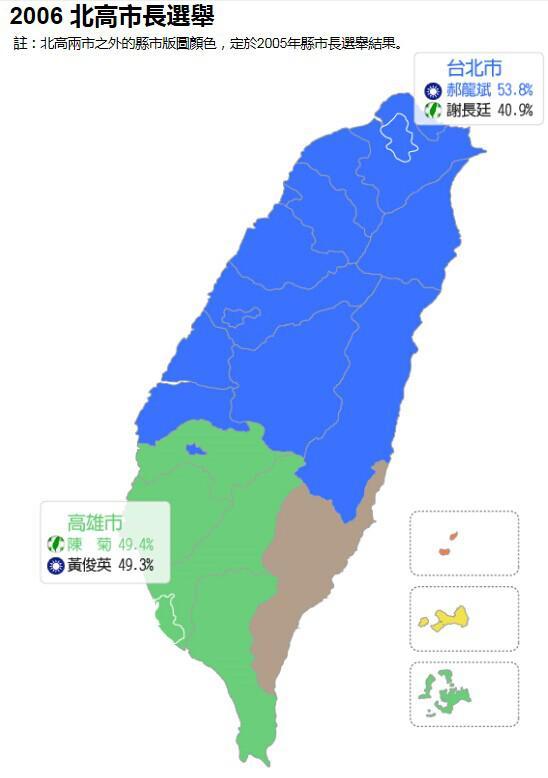 2006 北高市長選舉
註：北高兩市之外的縣市版圖顏色，定於2005年縣市長選舉結果。
台北市
郝龍斌 53.8%
謝長廷 40.9%
高雄市
陳　菊 49.4%
黃俊英 49.3%